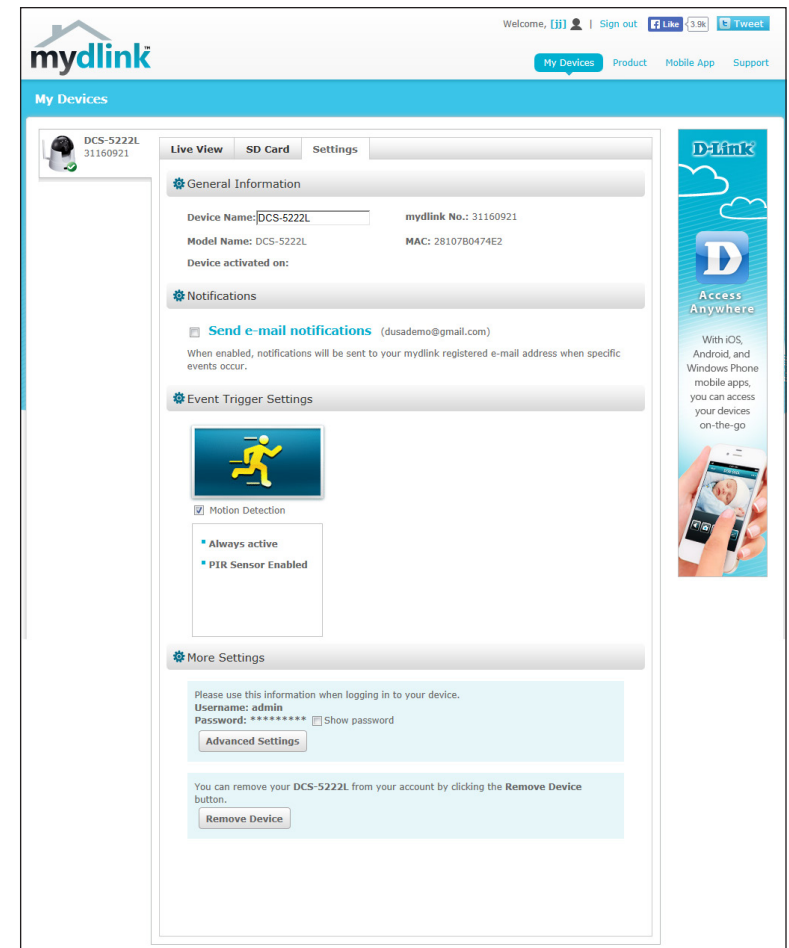 Welcome, [jj] | Sign out Like 3.9k Tweet
mydlink
My Devices Product Mobile App Support
My Devices
DCS-5222L
31160921
Live View SD Card Settings
General Information
Device Name: DCS-5222L mydlink No.: 31160921
Model Name: DCS-5222L MAC: 28107B0474E2
Device activated on:
Notifications
Send e-mail notifications (dusademo@gmail.com)
When enabled, notifications will be sent to your mydlink registered e-mail address when specific
events occur.
Event Trigger Settings
Motion Detection
Always active
PIR Sensor Enabled
More Settings
Please use this information when logging in to your device.
Username: admin
Password: ********* Show password
Advanced Settings
You can remove your DCS-5222L from your account by clicking the Remove Device
button.
Remove Device
D-Link
D
Access
Anywhere
With iOS,
Android, and
Windows Phone
mobile apps,
you can access
your devices
on-the-go